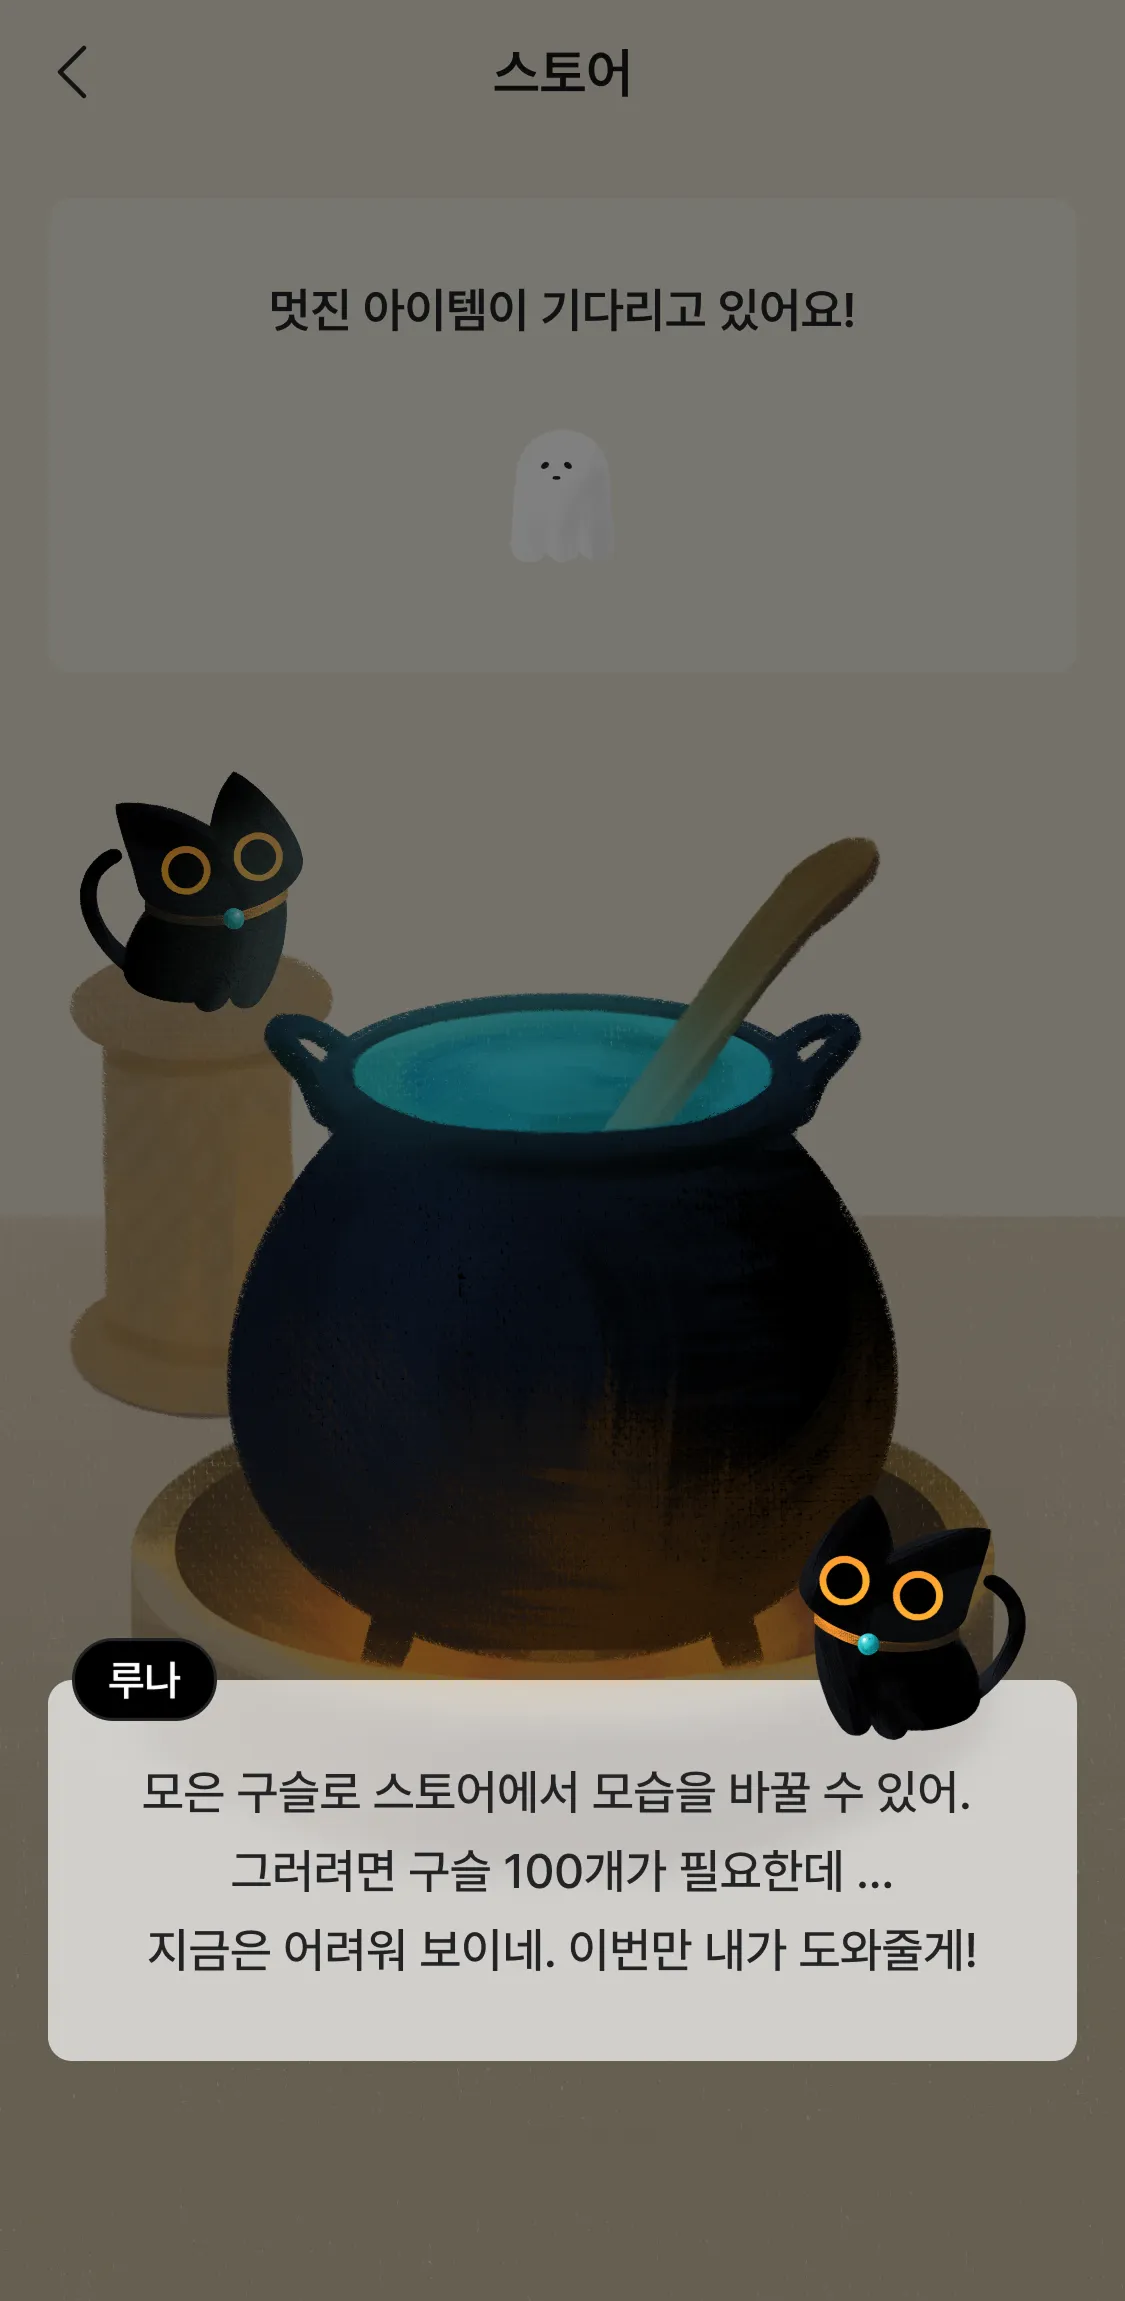 스토어
멋진 아이템이 기다리고 있어요!
루나
모은 구슬로 스토어에서 모습을 바꿀 수 있어.
그러려면 구슬 100개가 필요한데 ...
지금은 어려워 보이네. 이번만 내가 도와줄게!